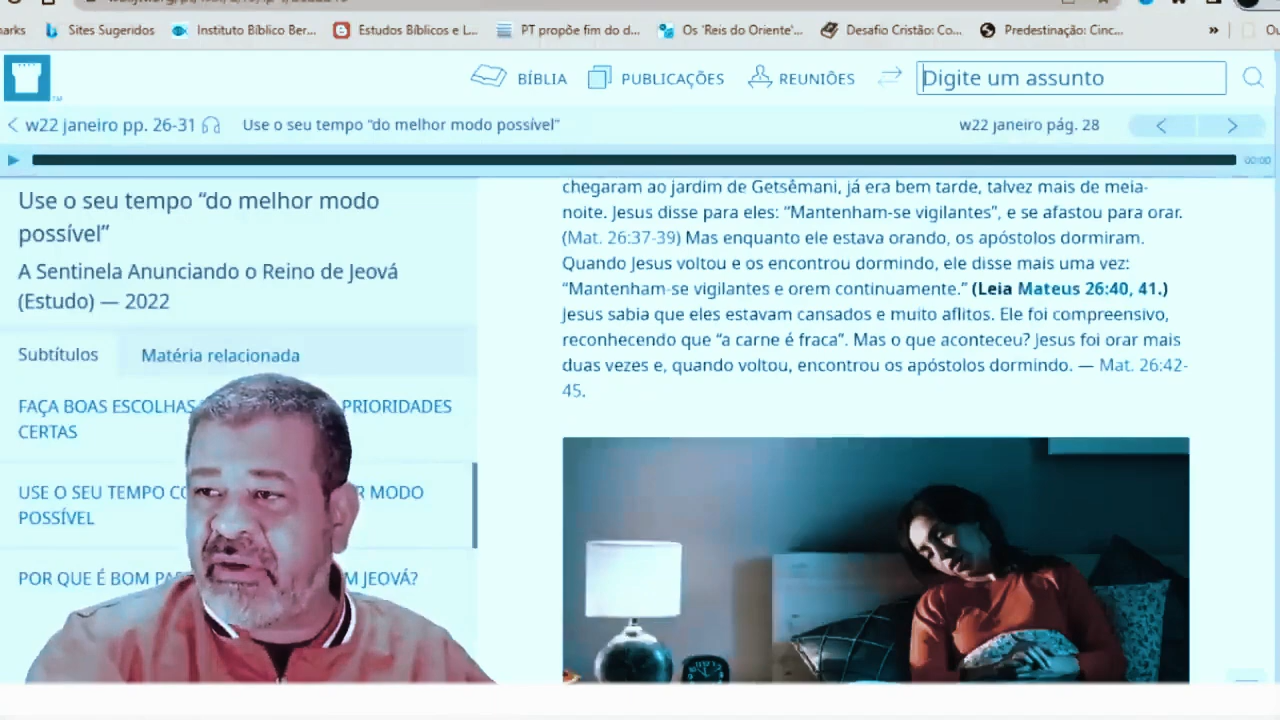 arks
Sites Sugeridos
Instituto Bíblico Ber...
Estudos Bíblicos e L...
PT propõe fim do d...
Os 'Reis do Oriente'...
Desafio Cristão: Co...
Predestinação: Cinc...
»
Ou
BÍBLIA
PUBLICAÇÕES
REUNIÕES
Digite um assunto
w22 janeiro pp. 26-31
Use o seu tempo “do melhor modo possível”
w22 janeiro pág. 28
00:00
Use o seu tempo “do melhor modo
possível”
A Sentinela Anunciando o Reino de Jeová
(Estudo) — 2022
Subtítulos
Matéria relacionada
FAÇA BOAS ESCOLHAS PRIORIDADES
CERTAS
USE O SEU TEMPO MODO
POSSÍVEL
POR QUE É BOM JEOVÁ?
chegaram ao jardim de Getsêmani, já era bem tarde, talvez mais de meia-
noite. Jesus disse para eles: “Mantenham-se vigilantes”, e se afastou para orar.
(Mat. 26:37-39) Mas enquanto ele estava orando, os apóstolos dormiram.
Quando Jesus voltou e os encontrou dormindo, ele disse mais uma vez:
“Mantenham-se vigilantes e orem continuamente.” (Leia Mateus 26:40, 41.)
Jesus sabia que eles estavam cansados e muito aflitos. Ele foi compreensivo,
reconhecendo que “a carne é fraca”. Mas o que aconteceu? Jesus foi orar mais
duas vezes e, quando voltou, encontrou os apóstolos dormindo. — Mat. 26:42-
45.